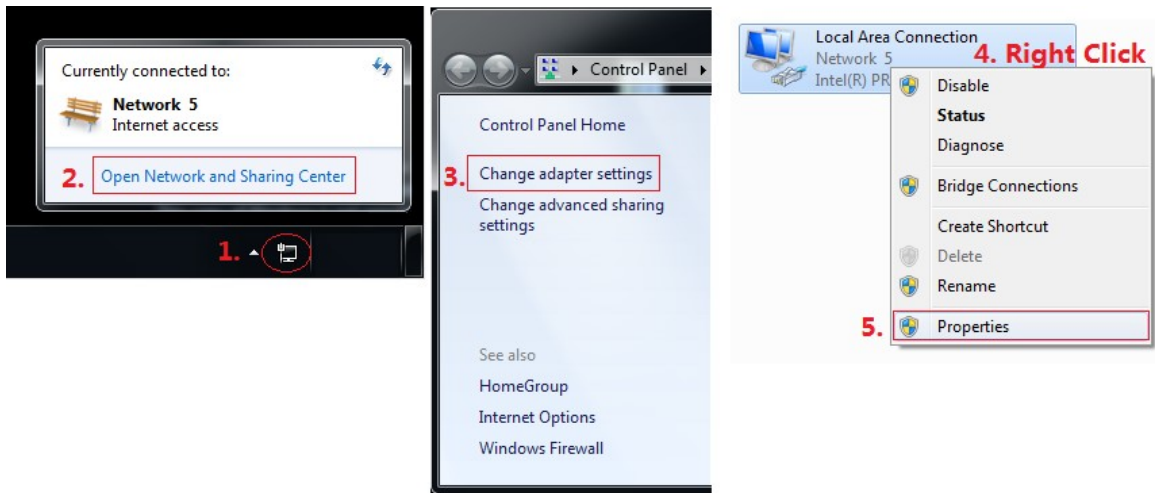 Currently connected to:
Network 5
Internet access
2. Open Network and Sharing Center
1.
Control Panel
Control Panel Home
3. Change adapter settings
Change advanced sharing
settings
See also
HomeGroup
Internet Options
Windows Firewall
Local Area Connection
Network 5
4. Right Click
Intel(R) PR
Disable
Status
Diagnose
Bridge Connections
Create Shortcut
Delete
Rename
5. Properties